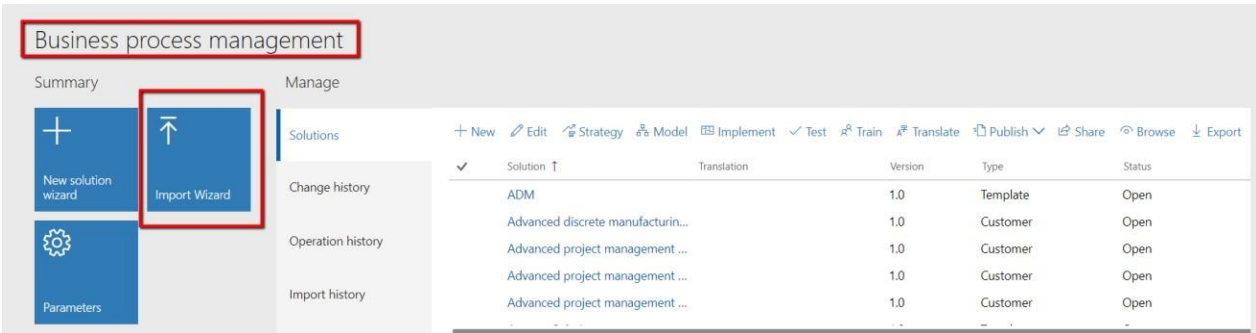 Business process management
Summary
Manage
New solution
wizard
Import Wizard
Parameters
Solutions
Change history
Operation history
Import history
New Edit Strategy Model Implement Test Train Translate Publish Share Browse Export
Solution Translation Version Type Status
ADM 1.0 Template Open
Advanced discrete manufacturin... 1.0 Customer Open
Advanced project management ... 1.0 Customer Open
Advanced project management ... 1.0 Customer Open
Advanced project management ... 1.0 Customer Open